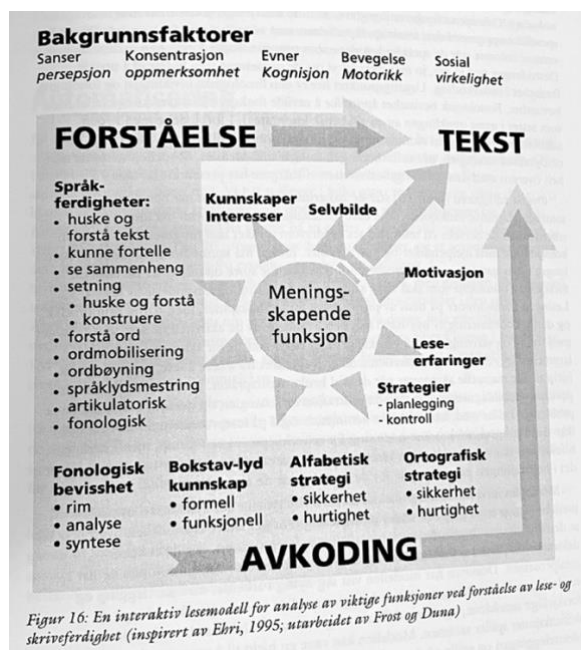 Bakgrunnsfaktorer
Sanser
persepsjon
Konsentrasjon
oppmerksomhet
Evner
Kognisjon
Bevegelse
Motorikk
Sosial
virkelighet
FORSTÅELSE
TEKST
Språk-
ferdigheter:
• huske og
forstå tekst
• kunne fortelle
• se sammenheng
• setning
• huske og forstå
• konstruere
• forstå ord
• ordmobilisering
• ordbøyning
• språklydsmestring
• artikulatorisk
• fonologisk
Kunnskaper
Interesser
Selvbilde
Motivasjon
Lese-
erfaringer
Strategier
- planlegging
- kontroll
Menings-
skapende
funksjon
Fonologisk
bevissthet
• rim
• analyse
• syntese
Bokstav-lyd
kunnskap
• formell
• funksjonell
Alfabetisk
strategi
• sikkerhet
• hurtighet
Ortografisk
strategi
• sikkerhet
• hurtighet
AVKODING
Figur 16: En interaktiv lesemodell for analyse av viktige funksjoner ved forståelse av lese- og
skriveferdighet (inspirert av Ehri, 1995; utarbeidet av Frost og Duna)